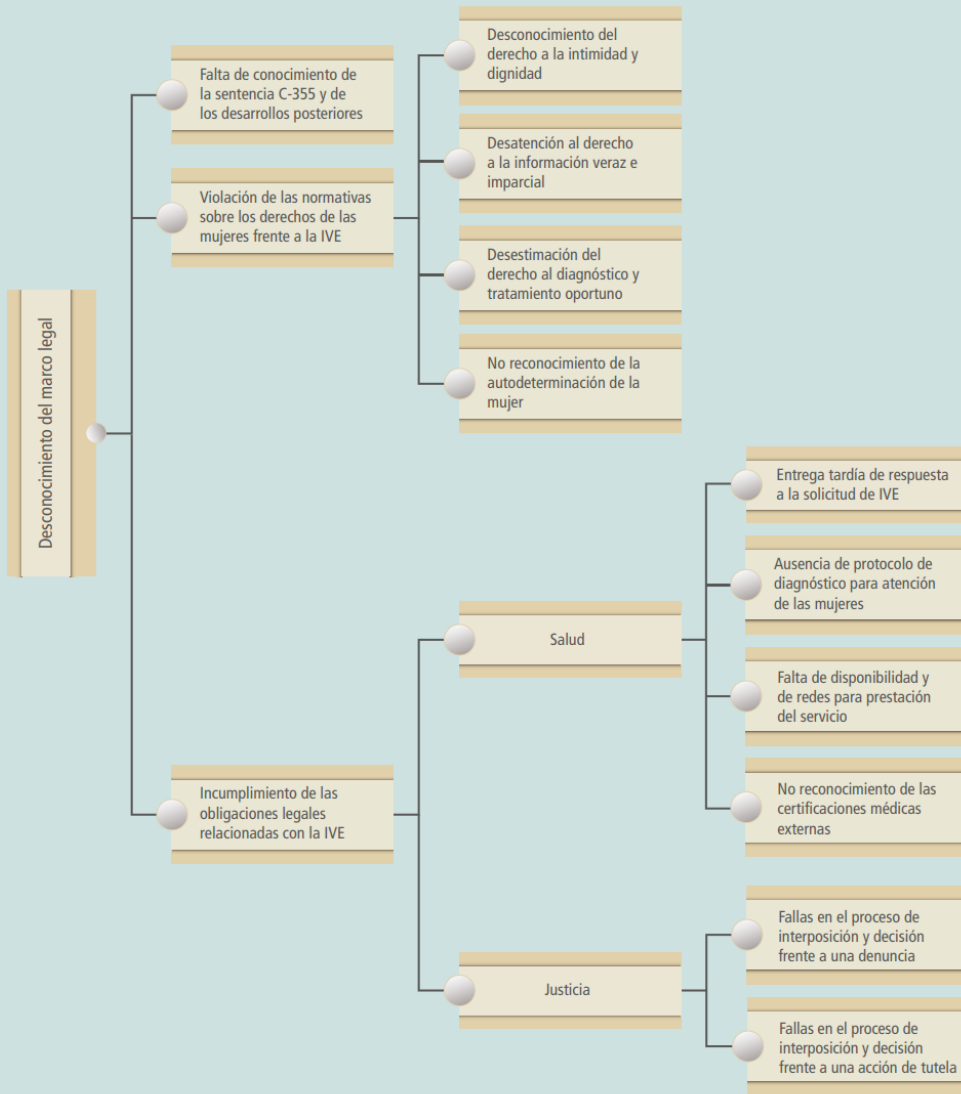 Desconocimiento del marco legal
Falta de conocimiento de
la sentencia C-355 y de
los desarrollos posteriores
Violación de las normativas
sobre los derechos de las
mujeres frente a la IVE
Desconocimiento del
derecho a la intimidad y
dignidad
Desatención al derecho
a la información veraz e
imparcial
Desestimación del
derecho al diagnóstico y
tratamiento oportuno
No reconocimiento de la
autodeterminación de la
mujer
Incumplimiento de las
obligaciones legales
relacionadas con la IVE
Salud
Entrega tardía de respuesta
a la solicitud de IVE
Ausencia de protocolo de
diagnóstico para atención
de las mujeres
Falta de disponibilidad y
de redes para prestación
del servicio
No reconocimiento de las
certificaciones médicas
externas
Justicia
Fallas en el proceso de
interposición y decisión
frente a una denuncia
Fallas en el proceso de
interposición y decisión
frente a una acción de tutela